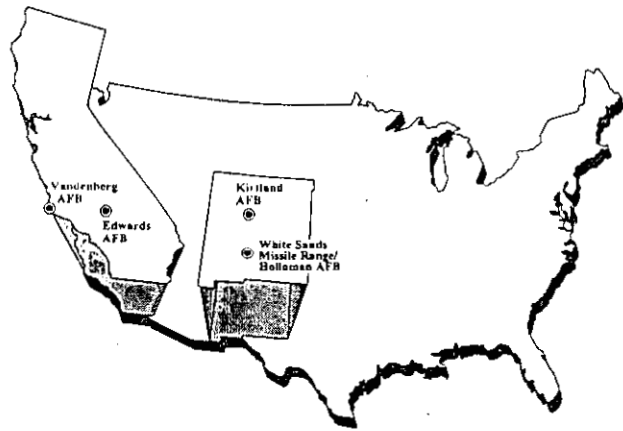 Vandenberg
AFB
Edwards
AFB
Kirtland
AFB
White Sands
Missile Range/
Holloman AFB